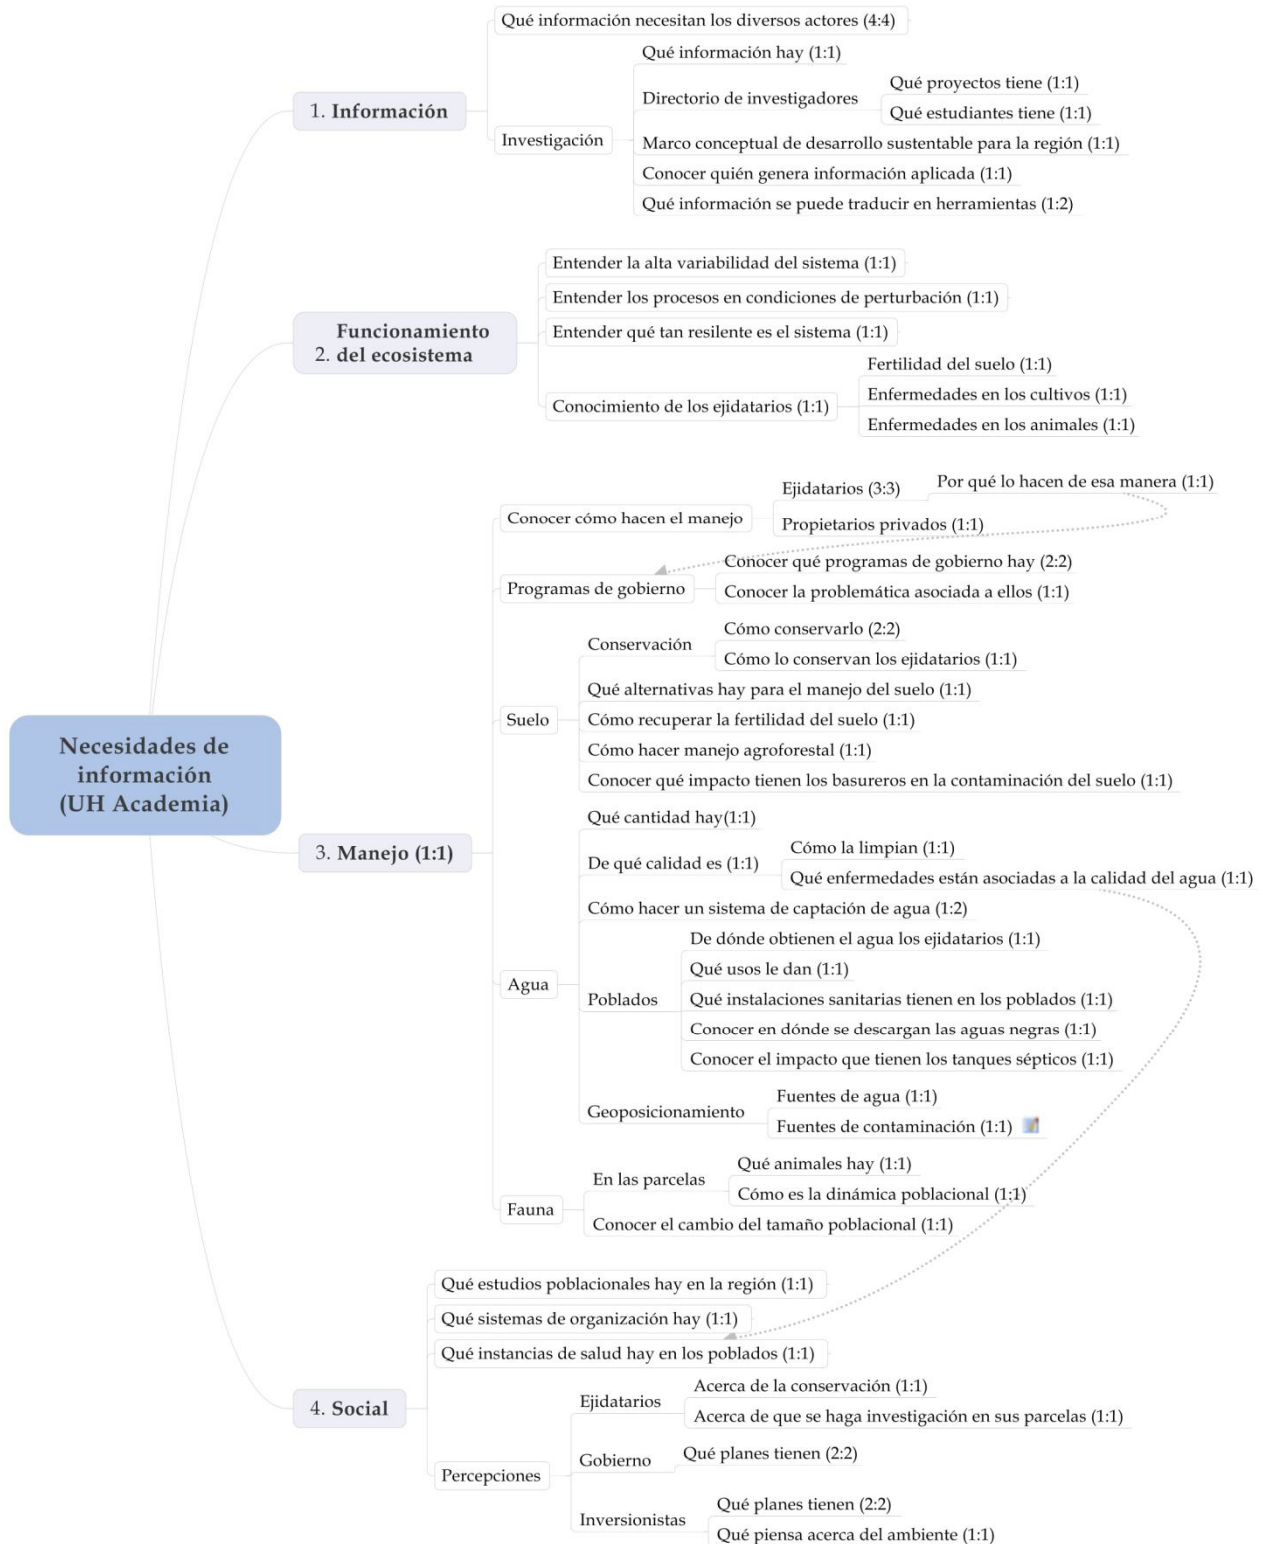 Necesidades de
información
(UH Academia)
1. Información
Qué información necesitan los diversos actores (4:4)
Investigación
Qué información hay (1:1)
Directorio de investigadores
Qué proyectos tiene (1:1)
Qué estudiantes tiene (1:1)
Marco conceptual de desarrollo sustentable para la región (1:1)
Conocer quién genera información aplicada (1:1)
Qué información se puede traducir en herramientas (1:2)
Funcionamiento
2. del ecosistema
Entender la alta variabilidad del sistema (1:1)
Entender los procesos en condiciones de perturbación (1:1)
Entender qué tan resilente es el sistema (1:1)
Conocimiento de los ejidatarios (1:1)
Fertilidad del suelo (1:1)
Enfermedades en los cultivos (1:1)
Enfermedades en los animales (1:1)
3. Manejo (1:1)
Conocer cómo hacen el manejo
Ejidatarios (3:3)
Por qué lo hacen de esa manera (1:1)
Propietarios privados (1:1)
Programas de gobierno
Conocer qué programas de gobierno hay (2:2)
Conocer la problemática asociada a ellos (1:1)
Suelo
Conservación
Cómo conservarlo (2:2)
Cómo lo conservan los ejidatarios (1:1)
Qué alternativas hay para el manejo del suelo (1:1)
Cómo recuperar la fertilidad del suelo (1:1)
Cómo hacer manejo agroforestal (1:1)
Conocer qué impacto tienen los basureros en la contaminación del suelo (1:1)
Agua
Qué cantidad hay(1:1)
De qué calidad es (1:1)
Cómo la limpian (1:1)
Qué enfermedades están asociadas a la calidad del agua (1:1)
Cómo hacer un sistema de captación de agua (1:2)
Poblados
De dónde obtienen el agua los ejidatarios (1:1)
Qué usos le dan (1:1)
Qué instalaciones sanitarias tienen en los poblados (1:1)
Conocer en dónde se descargan las aguas negras (1:1)
Conocer el impacto que tienen los tanques sépticos (1:1)
Geoposicionamiento
Fuentes de agua (1:1)
Fuentes de contaminación (1:1)
Fauna
En las parcelas
Qué animales hay (1:1)
Cómo es la dinámica poblacional (1:1)
Conocer el cambio del tamaño poblacional (1:1)
4. Social
Qué estudios poblacionales hay en la región (1:1)
Qué sistemas de organización hay (1:1)
Qué instancias de salud hay en los poblados (1:1)
Percepciones
Ejidatarios
Acerca de la conservación (1:1)
Acerca de que se haga investigación en sus parcelas (1:1)
Gobierno
Qué planes tienen (2:2)
Inversionistas
Qué planes tienen (2:2)
Qué piensa acerca del ambiente (1:1)